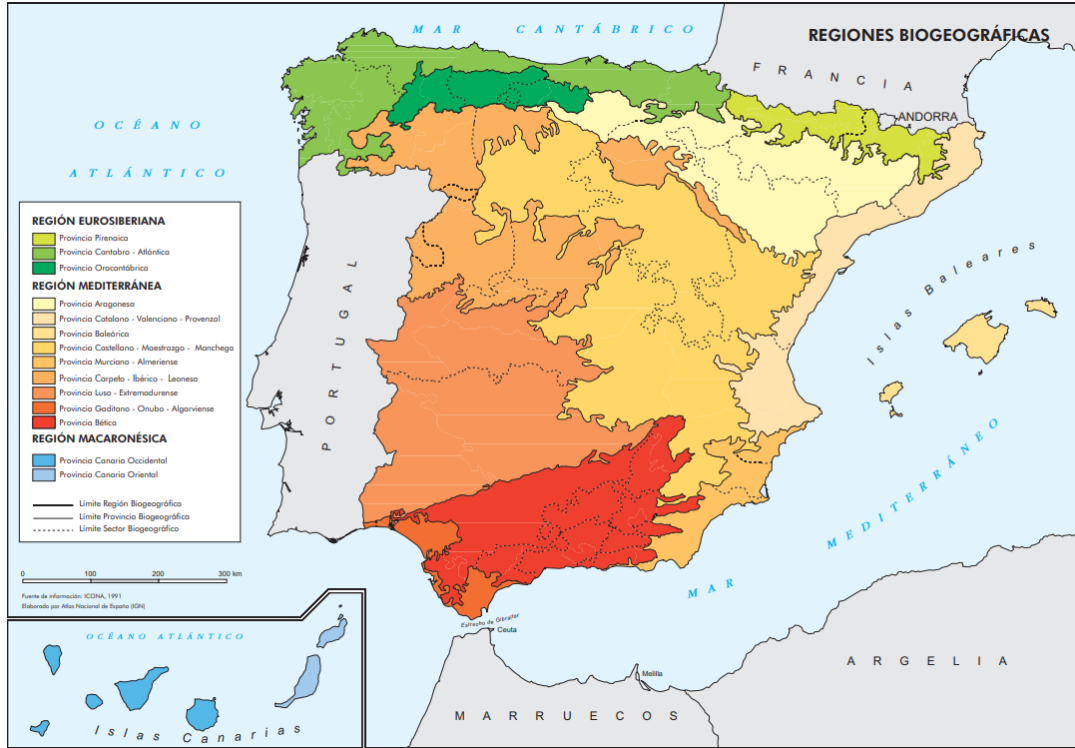 MAR CANTÁBRICO
REGIONES BIOGEOGRÁFICAS
FRANCIA
ANDORRA
OCÉANO
ATLÁNTICO
REGIÓN EUROSIBERIANA
Provincia Pirenaica
Provincia Cantabro - Atlántica
Provincia Orocantábrica
REGIÓN MEDITERRÁNEA
Provincia Aragonesa
Provincia Catalano - Valenciano - Provenzal
Provincia Baleárica
Provincia Castellano - Maestrazgo - Manchega
Provincia Murciano - Almeriense
Provincia Carpeto - Ibérico - Leonesa
Provincia Luso - Extremadurense
Provincia Gaditano - Onubo - Algarviense
Provincia Bética
REGIÓN MACARONÉSICA
Provincia Canaria Occidental
Provincia Canaria Oriental
Límite Región Biogeográfica
Límite Provincia Biogeográfica
Límite Sector Biogeográfico
PORTUGAL
Islas Baleares
MAR MEDITERRÁNEO
0 100 200 300 km
Fuente de información: ICONA, 1991
Elaborado por Atlas Nacional de España (IGN)
Estrecho de Gibraltar
Ceuta
Melilla
MARRUECOS
ARGELIA
OCÉANO ATLÁNTICO
Islas Canarias